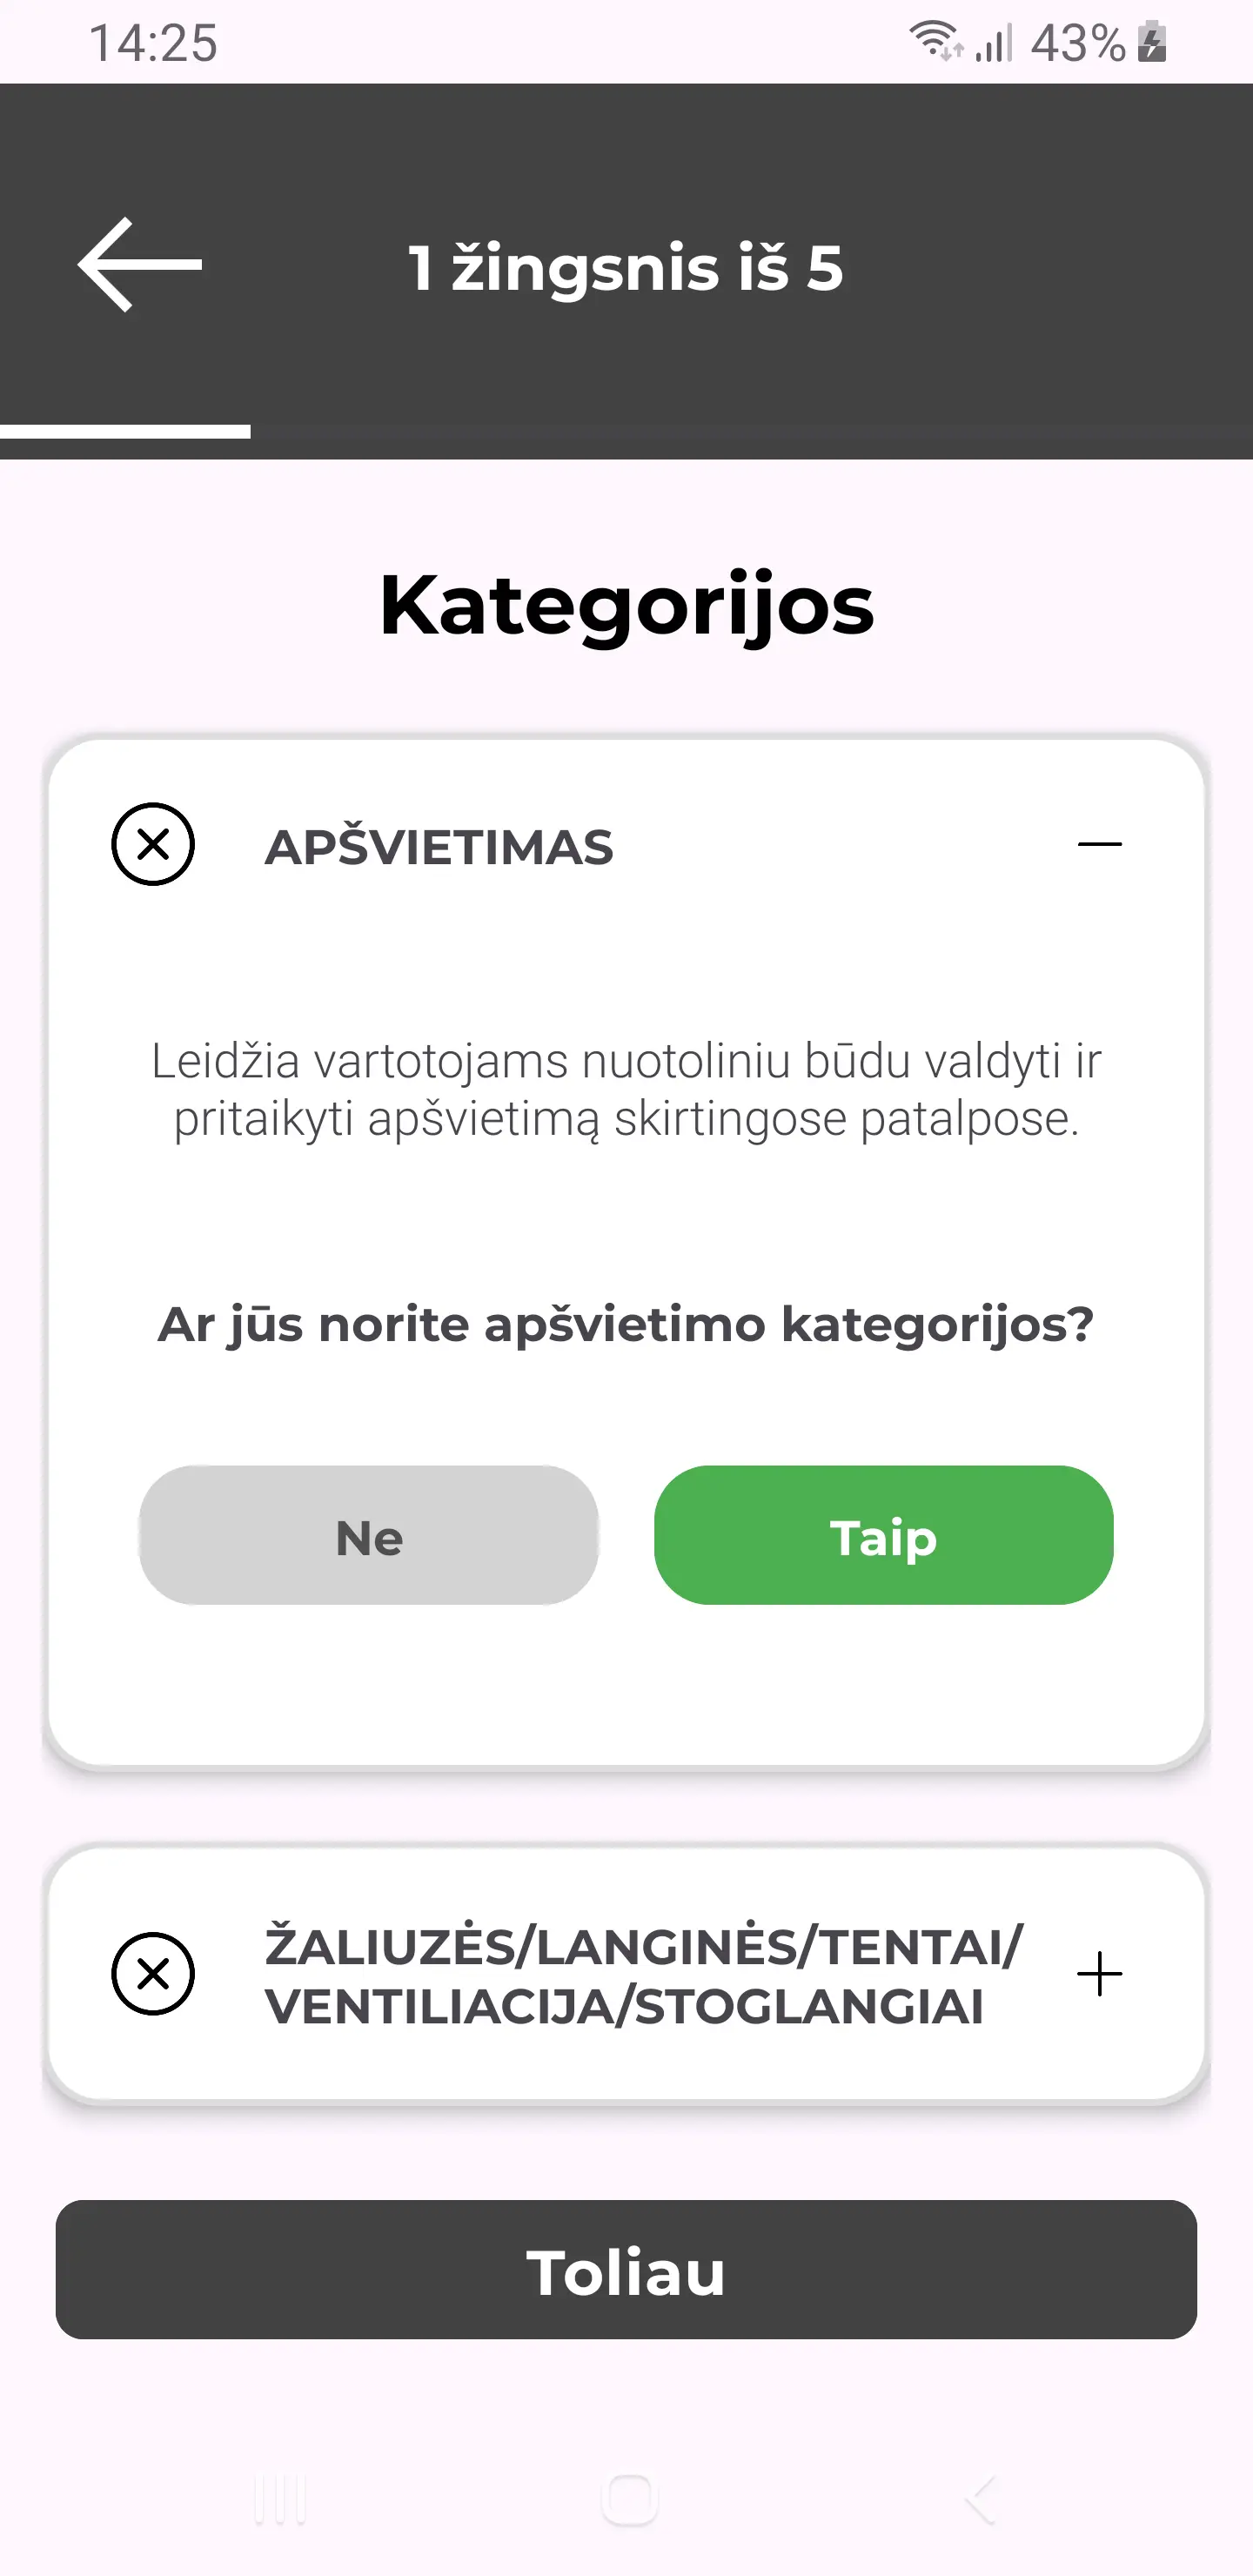 14:25
43%
1 žingsnis iš 5
Kategorijos
APŠVIETIMAS
Leidžia vartotojams nuotoliniu būdu valdyti ir
pritaikyti apšvietimą skirtingose patalpose.
Ar jūs norite apšvietimo kategorijos?
Ne
Taip
ŽALIUZĖS/LANGINĖS/TENTAI/
VENTILIACIJA/STOGLANGIAI
Toliau